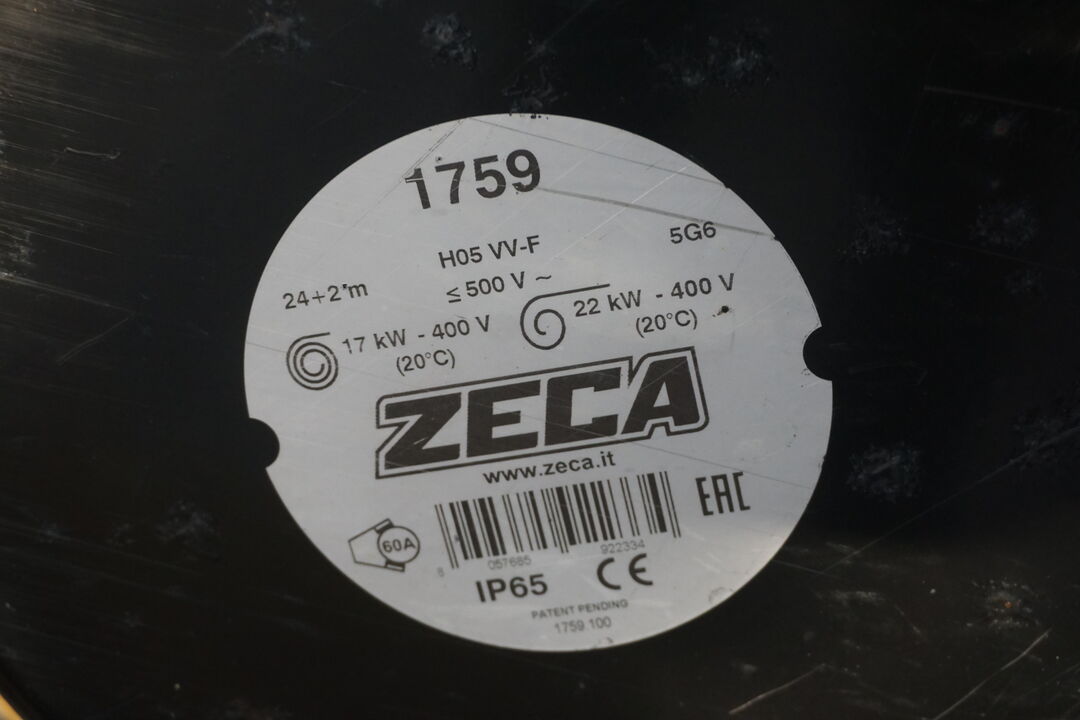 1759
H05 VV-F 5G6
24+2 m ≤ 500 V ~
17 kW - 400 V 22 kW - 400 V
(20°C) (20°C)
ZECA
www.zeca.it
EAC
60A
8 057685 922334
IP65 CE
PATENT PENDING
1759 100